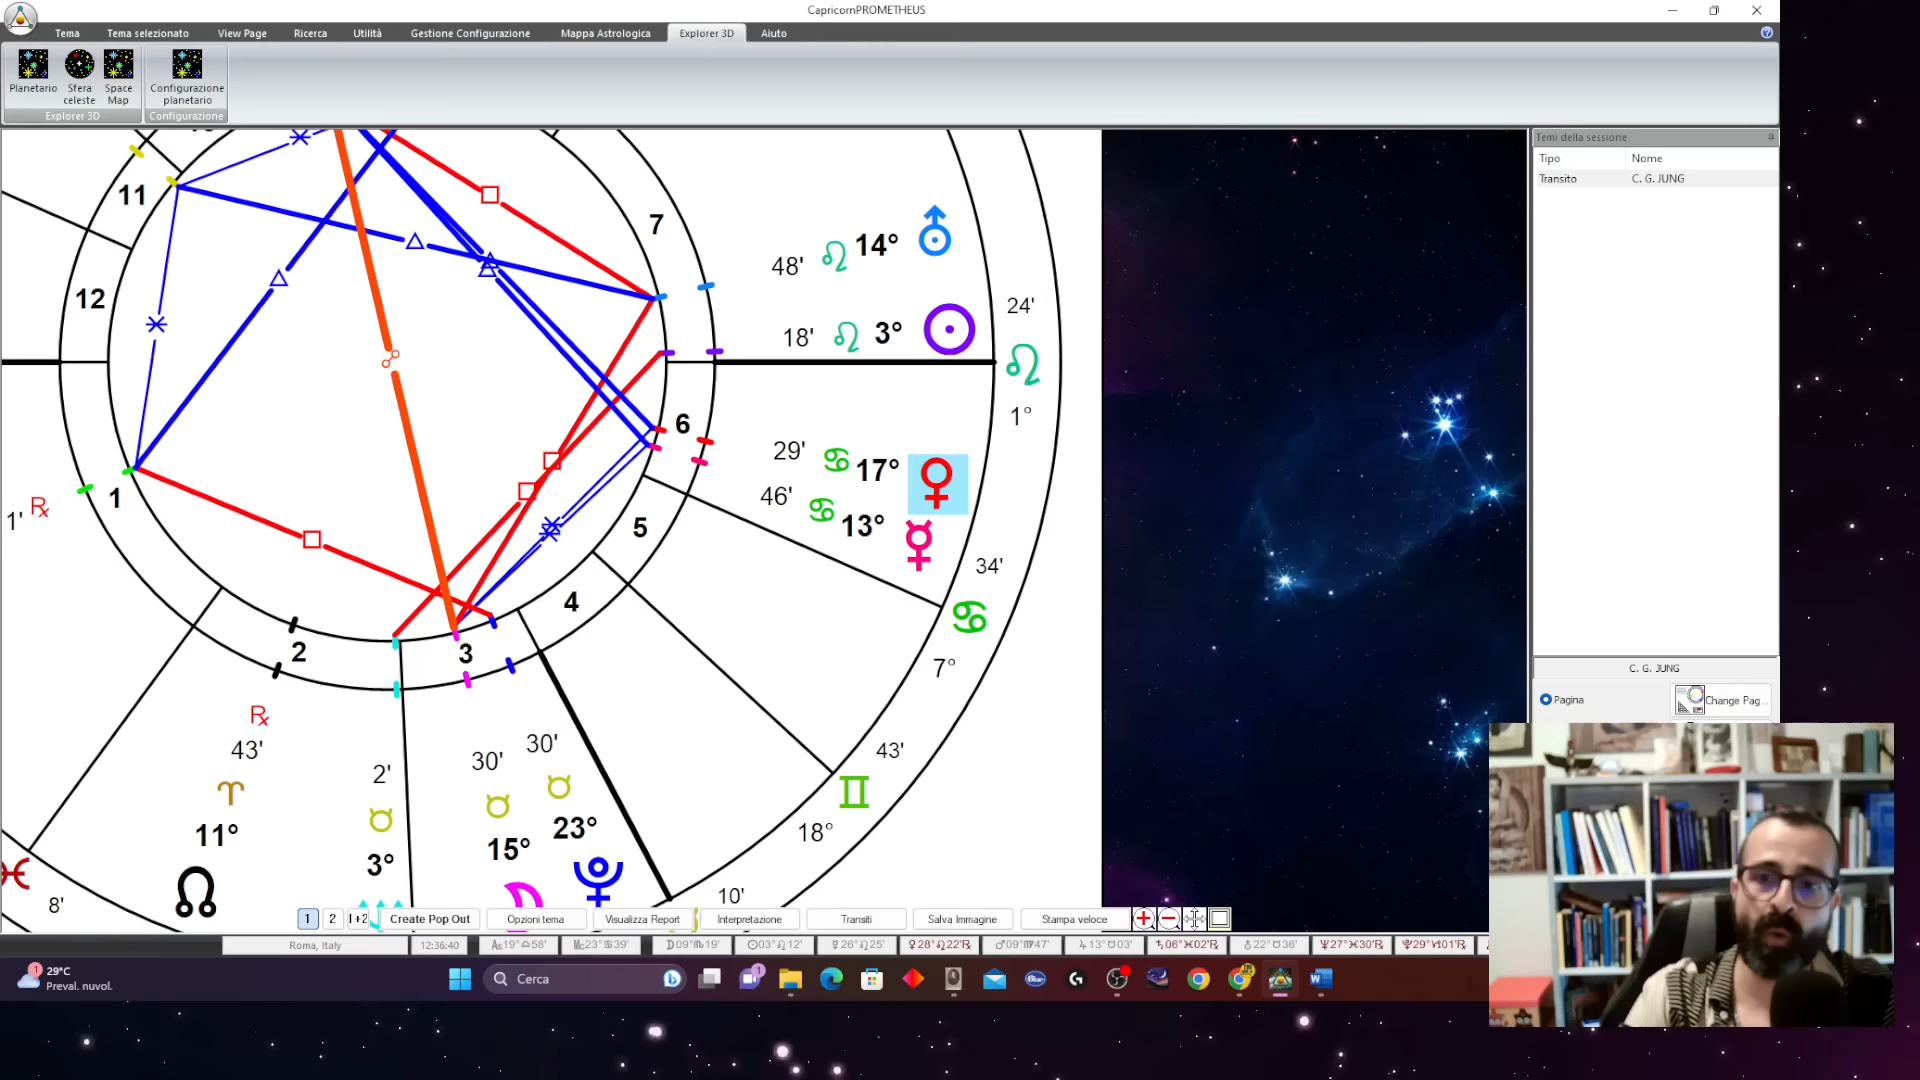 CapricornPROMETHEUS
Tema Tema selezionato View Page Ricerca Utilità Gestione Configurazione Mappa Astrologica Explorer 3D Aiuto
Planetario Sfera celeste Space Map Configurazione planetario
Explorer 3D Configurazione
Temi della sessione
Tipo Nome
Transito C. G. JUNG
11
12
1
2
3
4
5
6
7
48' ♌ 14°
18' ♌ 3°
24'
♌
1°
29' ♋ 17° ♀
46' ♋ 13° ☿
34'
♋
7°
43'
♊
18°
10'
1' ℞
℞
43'
♈
11°
☊
2'
♉
3°
30'
♉
15°
30'
♉
23°
♓
8'
C. G. JUNG
Pagina Change Pag...
1 2 1+2 Create Pop Out Opzioni tema Visualizza Report Interpretazione Transiti Salva Immagine Stampa veloce
Roma, Italy 12:36:40
29°C
Preval. nuvol.
Cerca